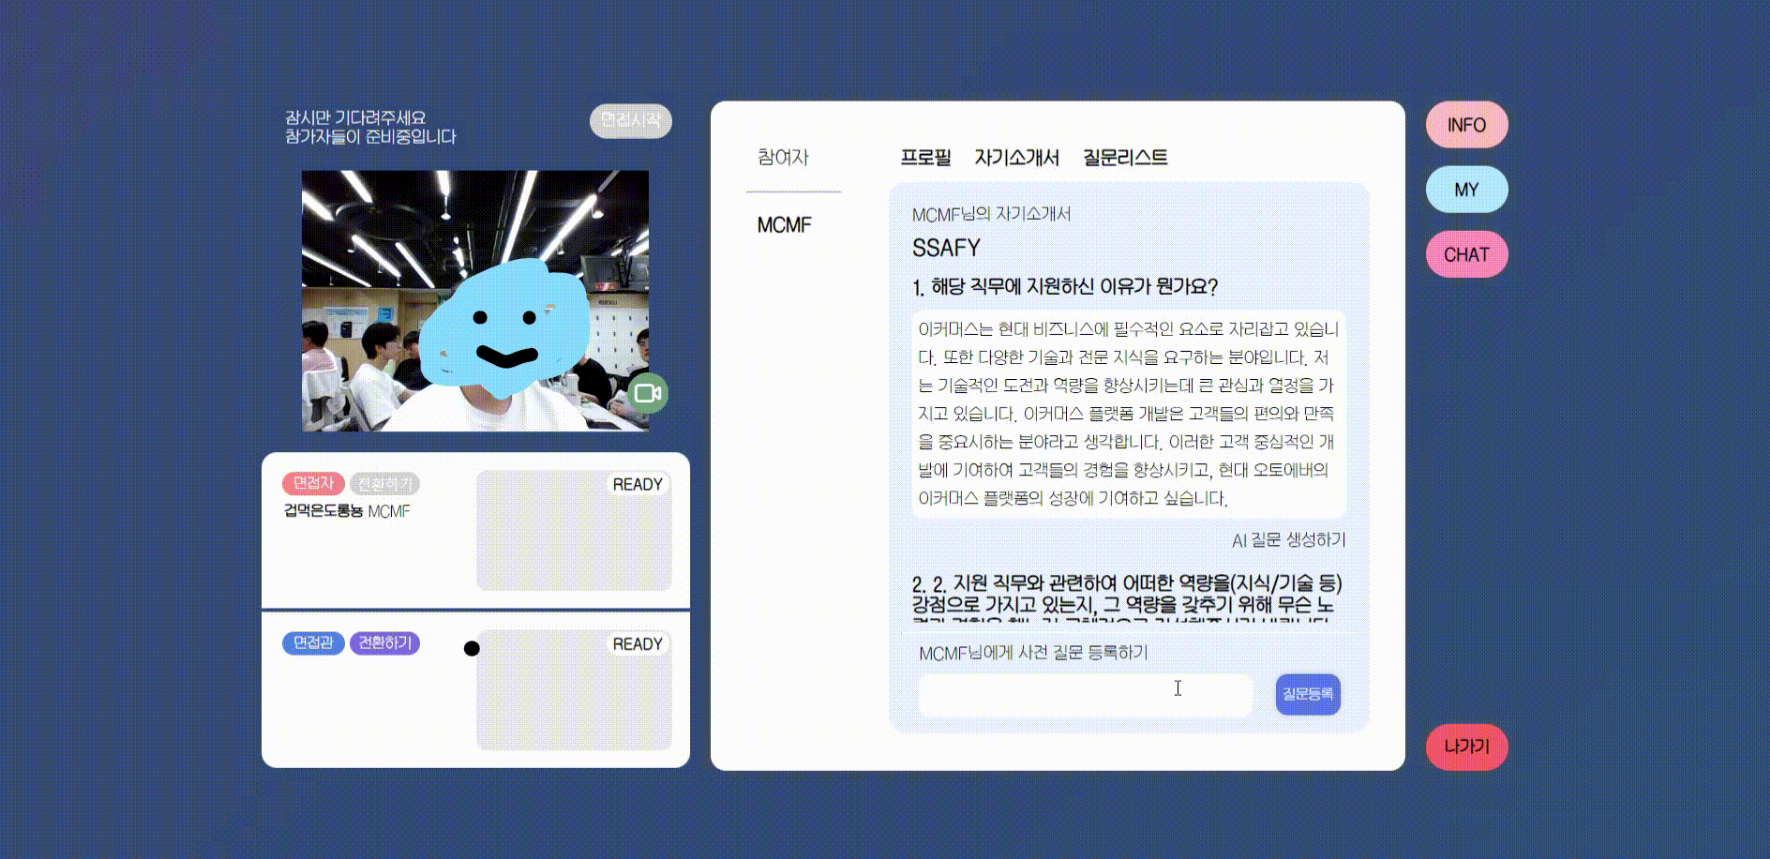 잠시만 기다려주세요
참가자들이 준비중입니다
면접시작
면접자 전환하기
READY
겁먹은도롱뇽 MCMF
면접관 전환하기
READY
참여자
MCMF
프로필 자기소개서 질문리스트
MCMF님의 자기소개서
SSAFY
1. 해당 직무에 지원하신 이유가 뭔가요?
이커머스는 현대 비즈니스에 필수적인 요소로 자리잡고 있습니
다. 또한 다양한 기술과 전문 지식을 요구하는 분야입니다. 저
는 기술적인 도전과 역량을 향상시키는데 큰 관심과 열정을 가
지고 있습니다. 이커머스 플랫폼 개발은 고객들의 편의와 만족
을 중요시하는 분야라고 생각합니다. 이러한 고객 중심적인 개
발에 기여하여 고객들의 경험을 향상시키고, 현대 오토에버의
이커머스 플랫폼의 성장에 기여하고 싶습니다.
AI 질문 생성하기
2. 2. 지원 직무와 관련하여 어떠한 역량을(지식/기술 등)
강점으로 가지고 있는지, 그 역량을 갖추기 위해 무슨 노
MCMF님에게 사전 질문 등록하기
질문등록
INFO
MY
CHAT
나가기